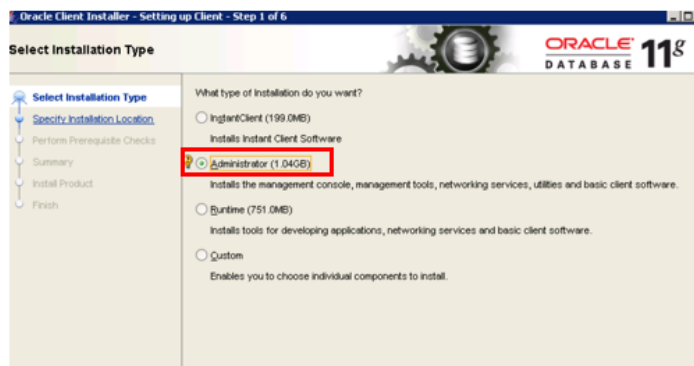 Oracle Client Installer - Setting up Client - Step 1 of 6
Select Installation Type
ORACLE
DATABASE
11g
Select Installation Type
Specify Installation Location
Perform Prerequisite Checks
Summary
Install Product
Finish
What type of Installation do you want?
InstantClient (199.0MB)
Installs Instant Client Software
Administrator (1.04GB)
Installs the management console, management tools, networking services, utilities and basic client software.
Runtime (751.0MB)
Installs tools for developing applications, networking services and basic client software.
Custom
Enables you to choose individual components to install.